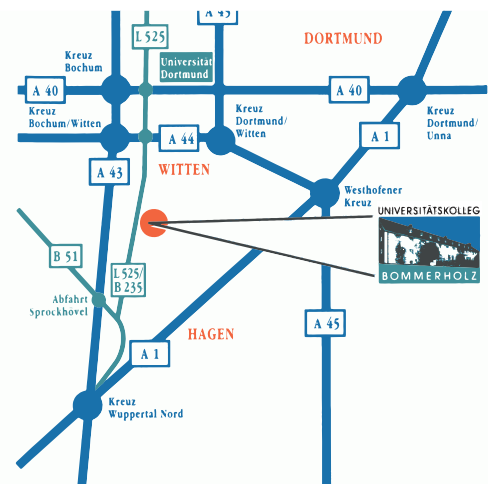 A 45
L 525
DORTMUND
Kreuz
Bochum
Universität
Dortmund
A 40
A 40
Kreuz
Bochum/Witten
Kreuz
Dortmund/
Witten
Kreuz
Dortmund/
Unna
A 44
A 1
A 43
WITTEN
Westhofener
Kreuz
UNIVERSITÄTSKOLLEG
BOMMERHOLZ
B 51
L 525/
B 235
Abfahrt
Sprockhövel
HAGEN
A 45
A 1
Kreuz
Wuppertal Nord